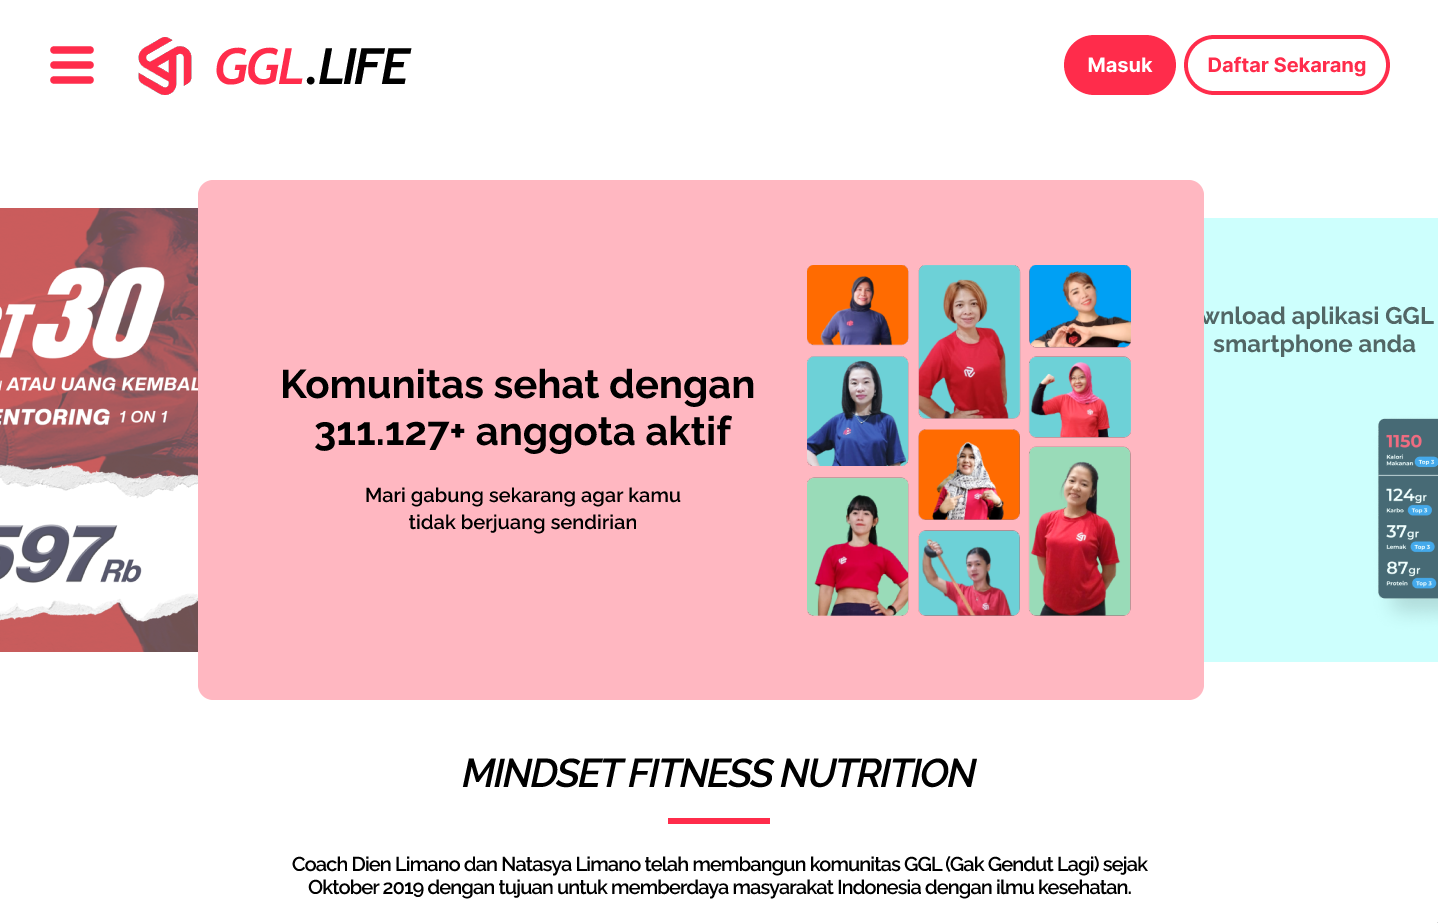 GGL.LIFE
Masuk
Daftar Sekarang
30
ATAU UANG KEMBAL
MENTORING 1 ON 1
597 Rb
Komunitas sehat dengan
311.127+ anggota aktif
Mari gabung sekarang agar kamu
tidak berjuang sendirian
wnload aplikasi GGL
smartphone anda
1150
Kalori
Makanan Top 3
124gr
Karbo Top 3
37gr
Lemak Top 3
87gr
Protein Top 3
MINDSET FITNESS NUTRITION
Coach Dien Limano dan Natasya Limano telah membangun komunitas GGL (Gak Gendut Lagi) sejak
Oktober 2019 dengan tujuan untuk memberdaya masyarakat Indonesia dengan ilmu kesehatan.